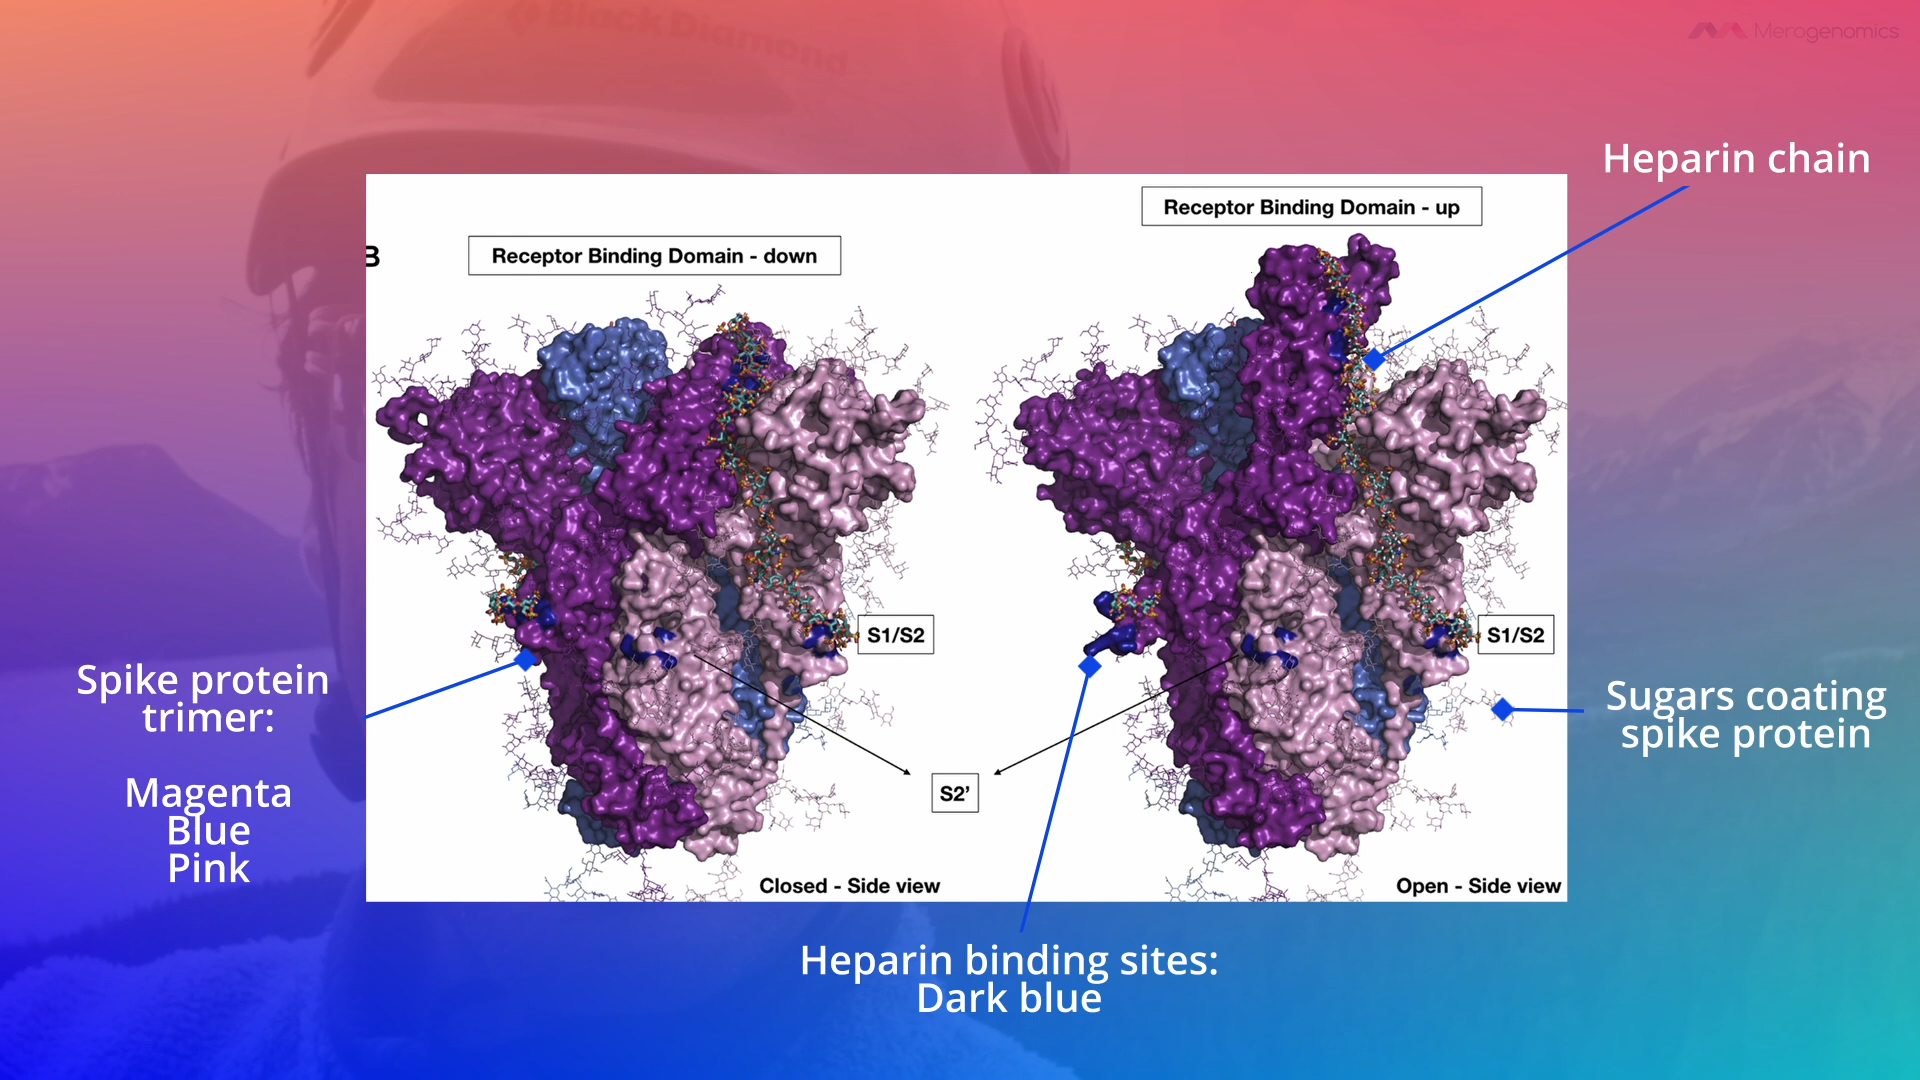 BlackDiamond
Merogenomics
Heparin chain
Receptor Binding Domain - up
B
Receptor Binding Domain - down
S1/S2
S1/S2
Spike protein
trimer:
Magenta
Blue
Pink
Sugars coating
spike protein
S2’
Closed - Side view
Open - Side view
Heparin binding sites:
Dark blue